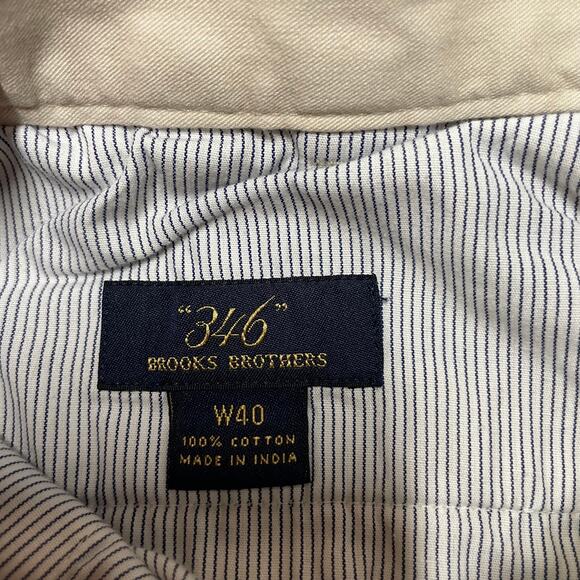 “346”
BROOKS BROTHERS
W40
100% COTTON
MADE IN INDIA